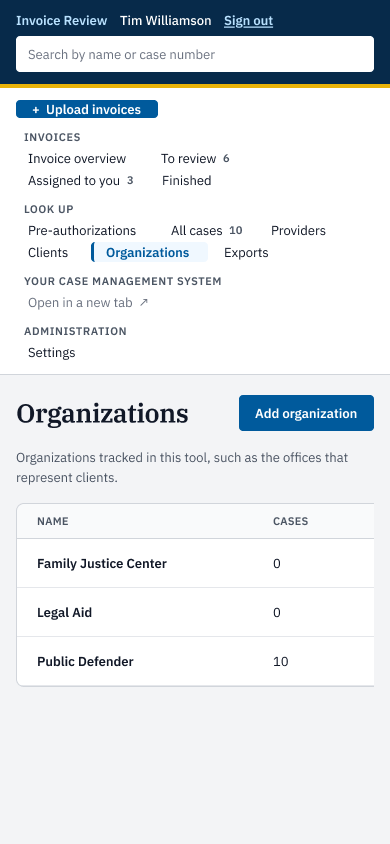 Invoice Review Tim Williamson Sign out
Search by name or case number
+ Upload invoices
INVOICES
Invoice overview To review 6
Assigned to you 3 Finished
LOOK UP
Pre-authorizations All cases 10 Providers
Clients Organizations Exports
YOUR CASE MANAGEMENT SYSTEM
Open in a new tab ↗
ADMINISTRATION
Settings
Organizations Add organization
Organizations tracked in this tool, such as the offices that
represent clients.
NAME CASES
Family Justice Center 0
Legal Aid 0
Public Defender 10